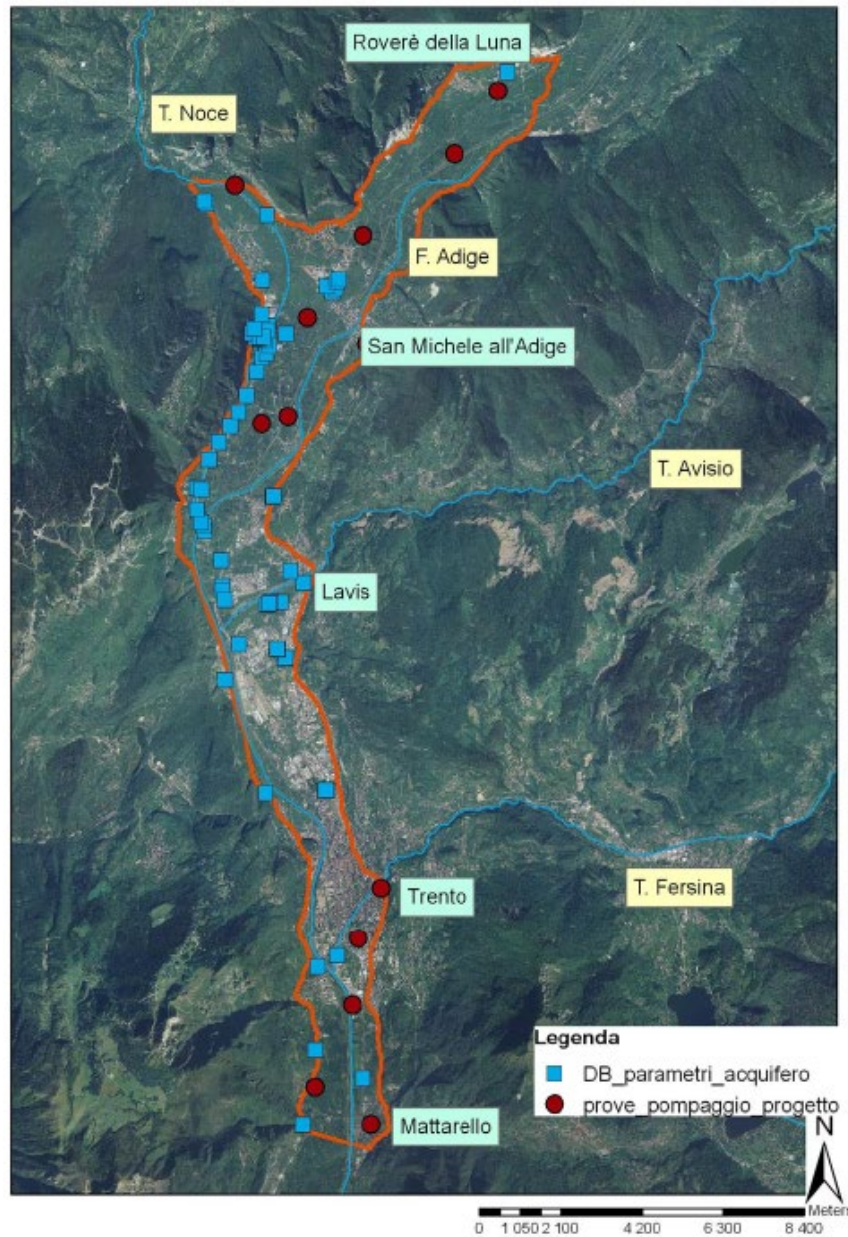 Roverè della Luna
T. Noce
F. Adige
San Michele all'Adige
T. Avisio
Lavis
Trento
T. Fersina
Legenda
DB_parametri_acquifero
prove_pompaggio_progetto
Mattarello
N
Meters
0 1 050 2 100 4 200 6 300 8 400